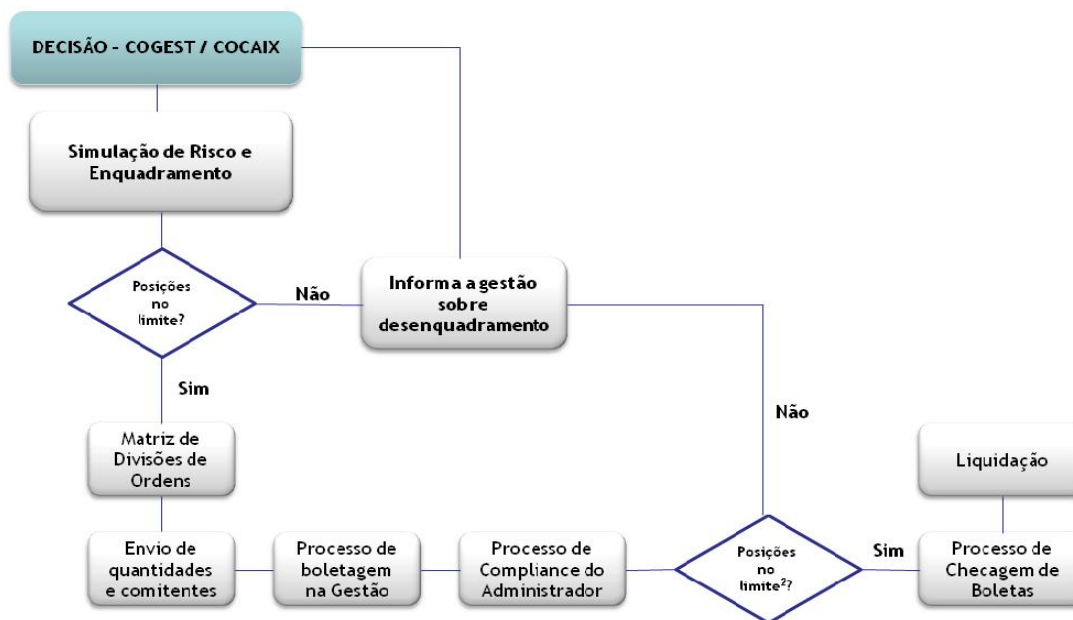 DECISÃO - COGEST / COCAIX
Simulação de Risco e
Enquadramento
Posições
no
limite?
Não
Informa a gestão
sobre
desenquadramento
Sim
Não
Matriz de
Divisões de
Ordens
Liquidação
Envio de
quantidades
e comitentes
Processo de
boletagem
na Gestão
Processo de
Compliance do
Administrador
Posições
no
limite²?
Sim
Processo de
Checagem de
Boletas